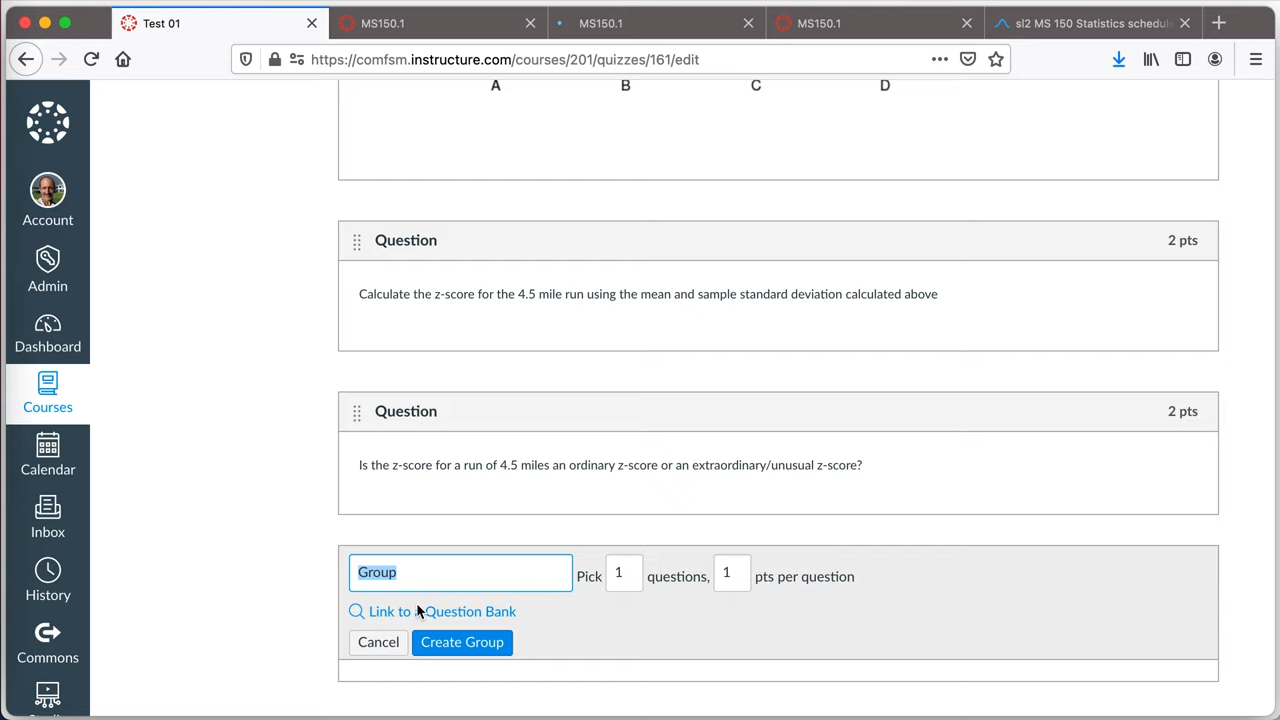 Test 01
MS150.1
MS150.1
MS150.1
sl2 MS 150 Statistics schedul
https://comfsm.instructure.com/courses/201/quizzes/161/edit
A B C D
Account
Admin
Dashboard
Courses
Calendar
Inbox
History
Commons
Question 2 pts
Calculate the z-score for the 4.5 mile run using the mean and sample standard deviation calculated above
Question 2 pts
Is the z-score for a run of 4.5 miles an ordinary z-score or an extraordinary/unusual z-score?
Group Pick 1 questions, 1 pts per question
Link to a Question Bank
Cancel Create Group